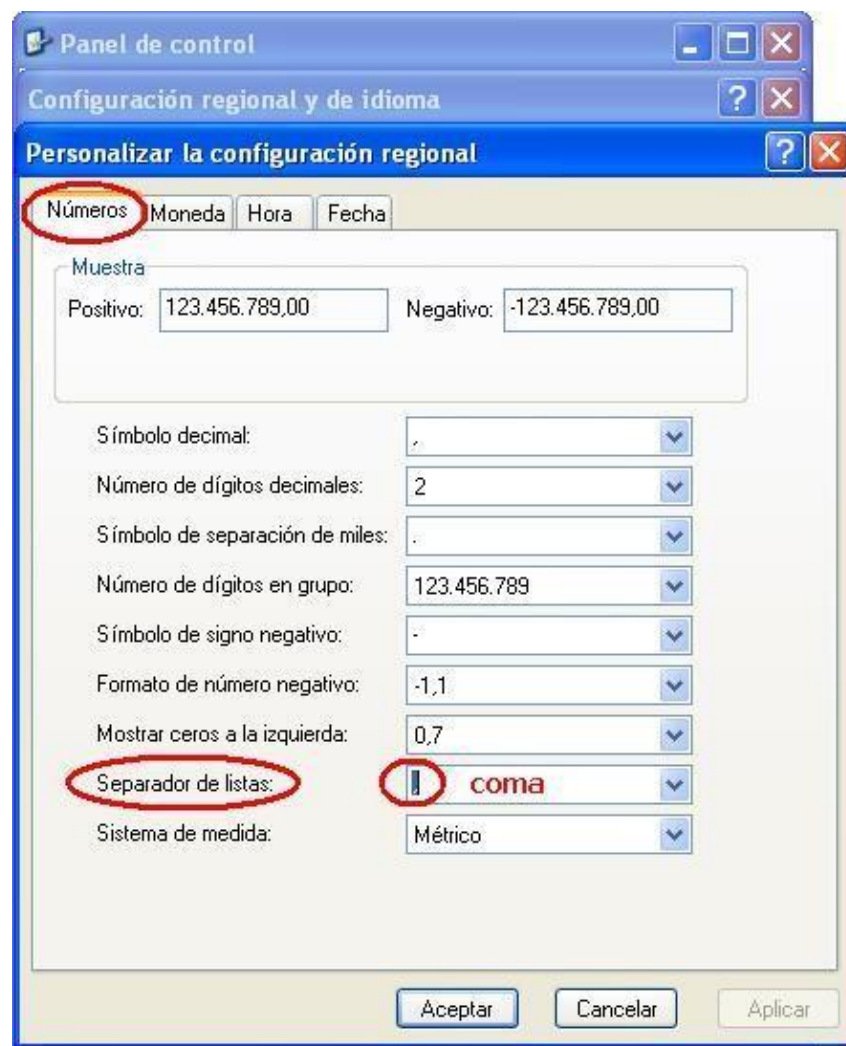 Panel de control
Configuración regional y de idioma
Personalizar la configuración regional
Números Moneda Hora Fecha
Muestra
Positivo: 123.456.789,00 Negativo: -123.456.789,00
Símbolo decimal: ,
Número de dígitos decimales: 2
Símbolo de separación de miles: .
Número de dígitos en grupo: 123.456.789
Símbolo de signo negativo: -
Formato de número negativo: -1,1
Mostrar ceros a la izquierda: 0,7
Separador de listas: , coma
Sistema de medida: Métrico
Aceptar Cancelar Aplicar